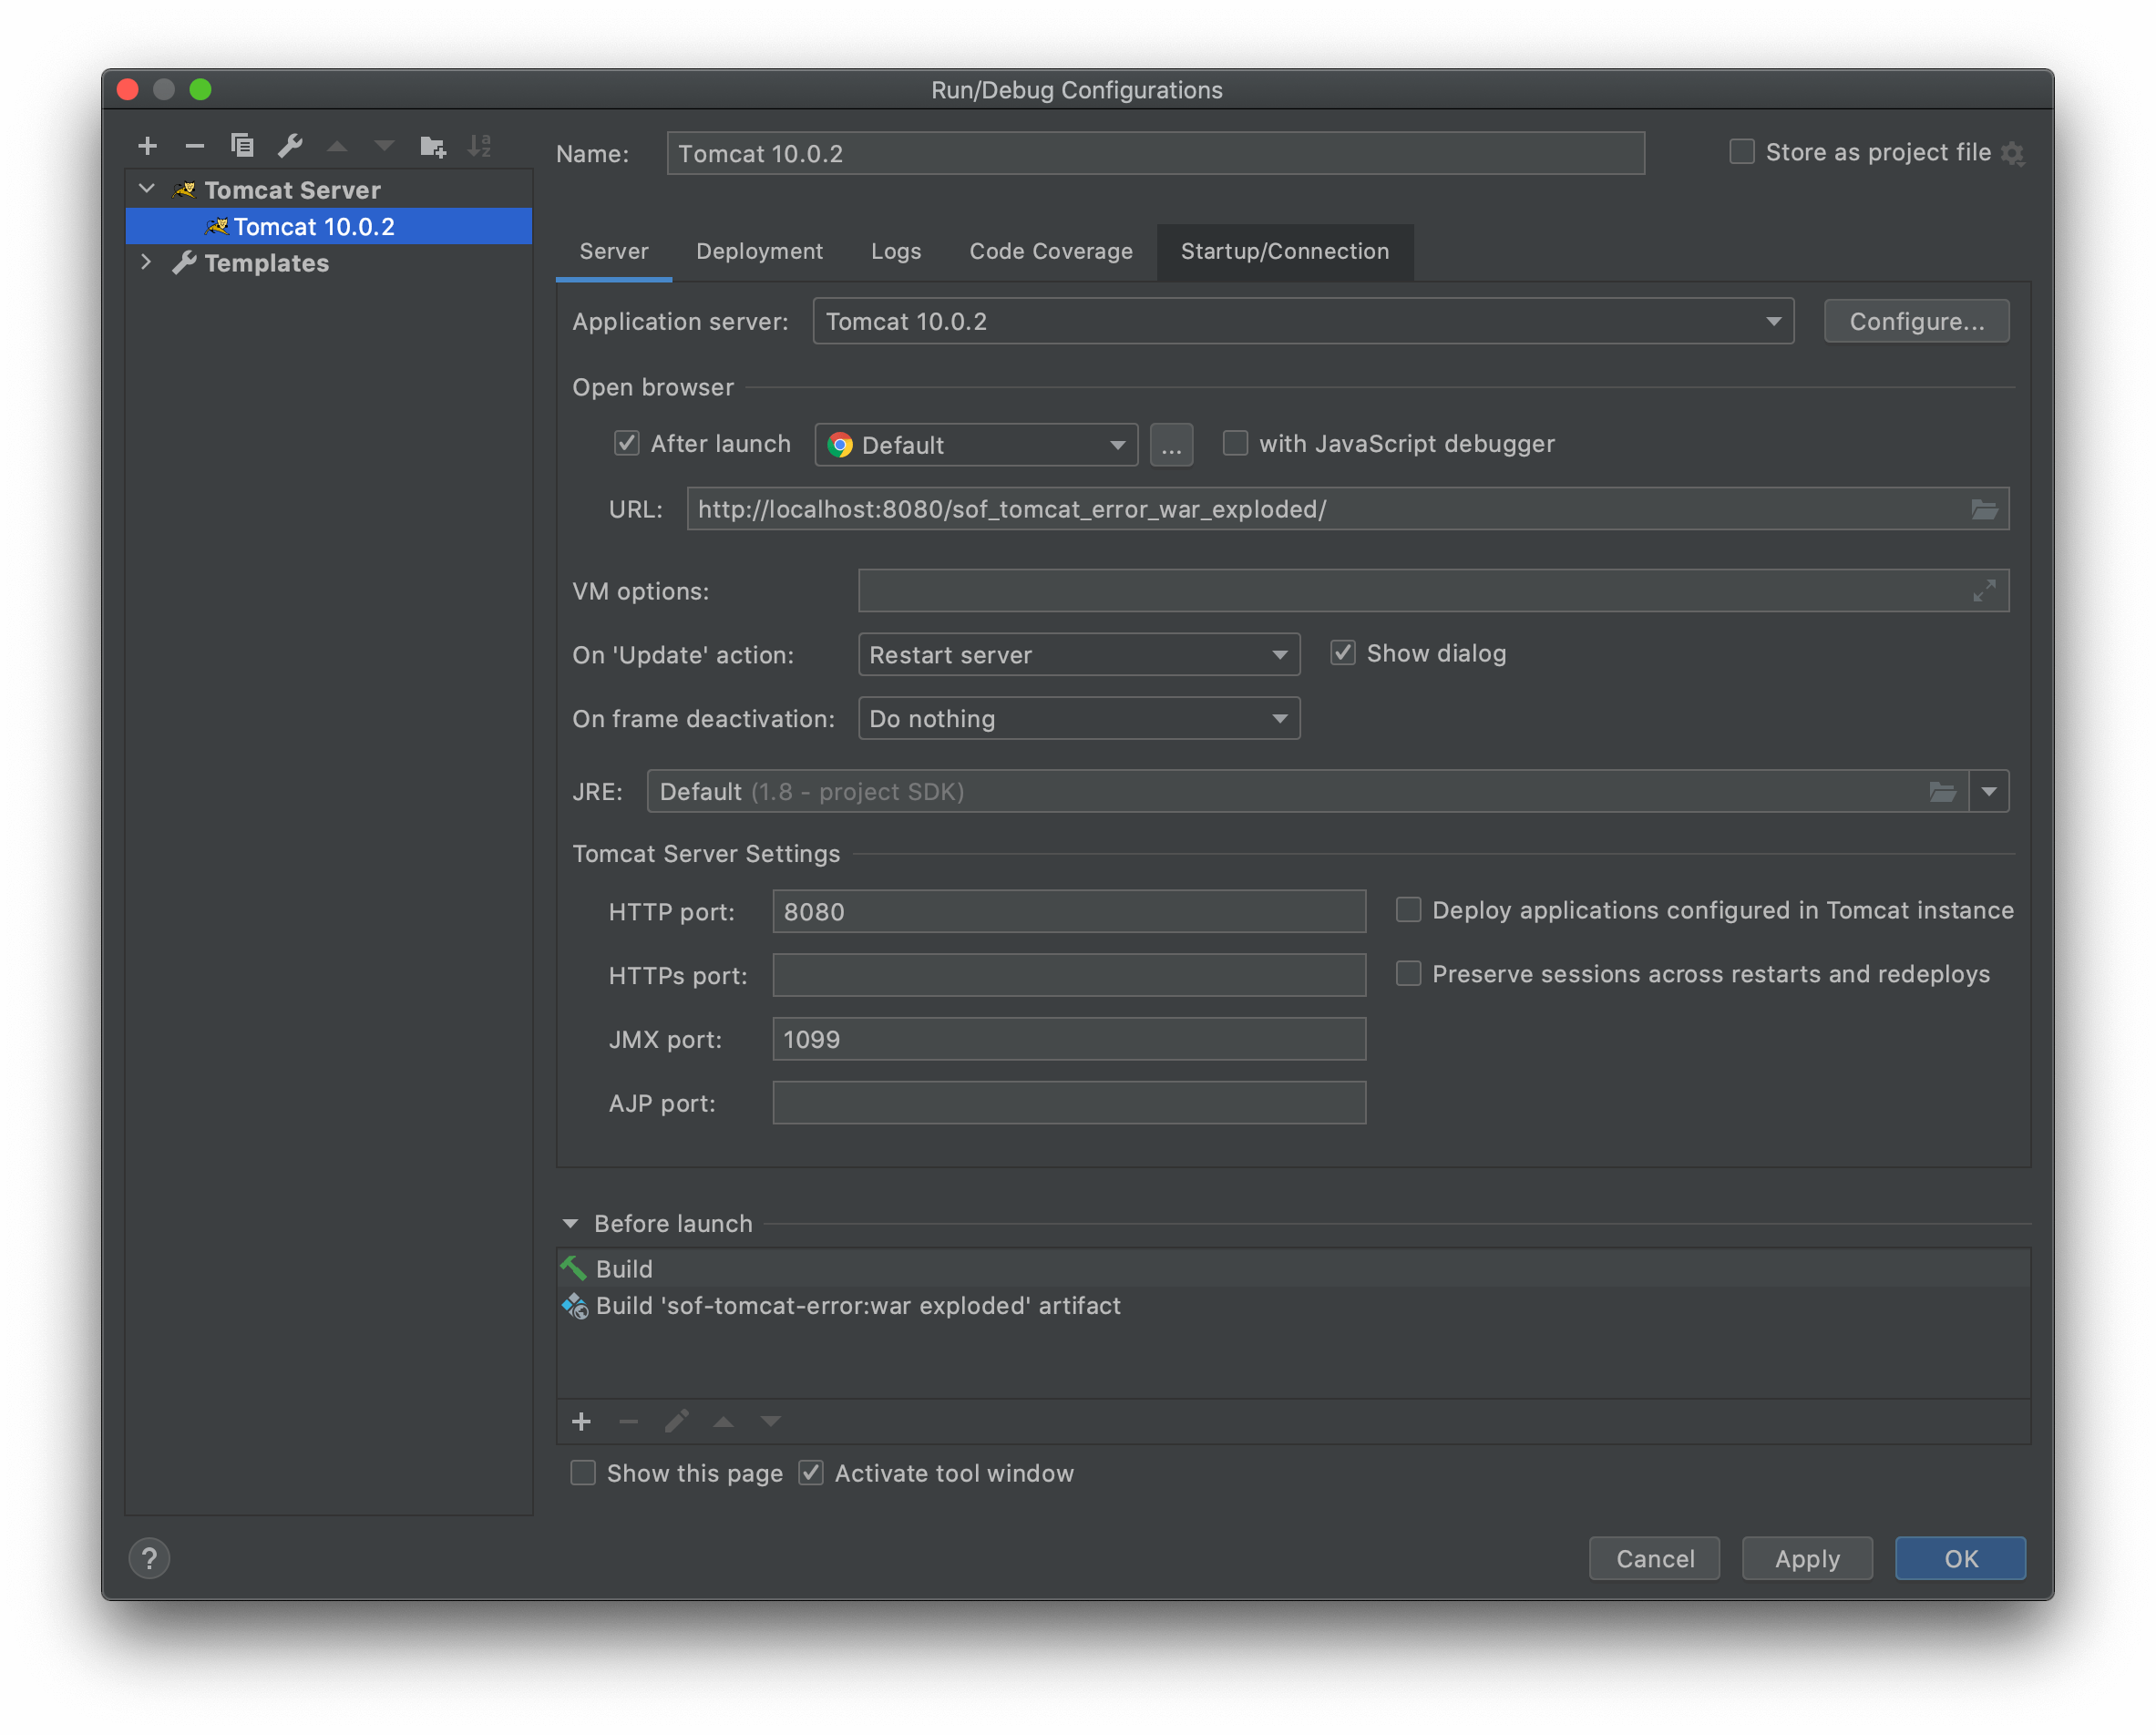 Run/Debug Configurations
Name: Tomcat 10.0.2 Store as project file
Tomcat Server
Tomcat 10.0.2
Templates
Server Deployment Logs Code Coverage Startup/Connection
Application server: Tomcat 10.0.2 Configure...
Open browser
After launch Default ... with JavaScript debugger
URL: http://localhost:8080/sof_tomcat_error_war_exploded/
VM options:
On 'Update' action: Restart server Show dialog
On frame deactivation: Do nothing
JRE: Default (1.8 - project SDK)
Tomcat Server Settings
HTTP port: 8080 Deploy applications configured in Tomcat instance
HTTPs port: Preserve sessions across restarts and redeploys
JMX port: 1099
AJP port:
Before launch
Build
Build 'sof-tomcat-error:war exploded' artifact
Show this page Activate tool window
? Cancel Apply OK